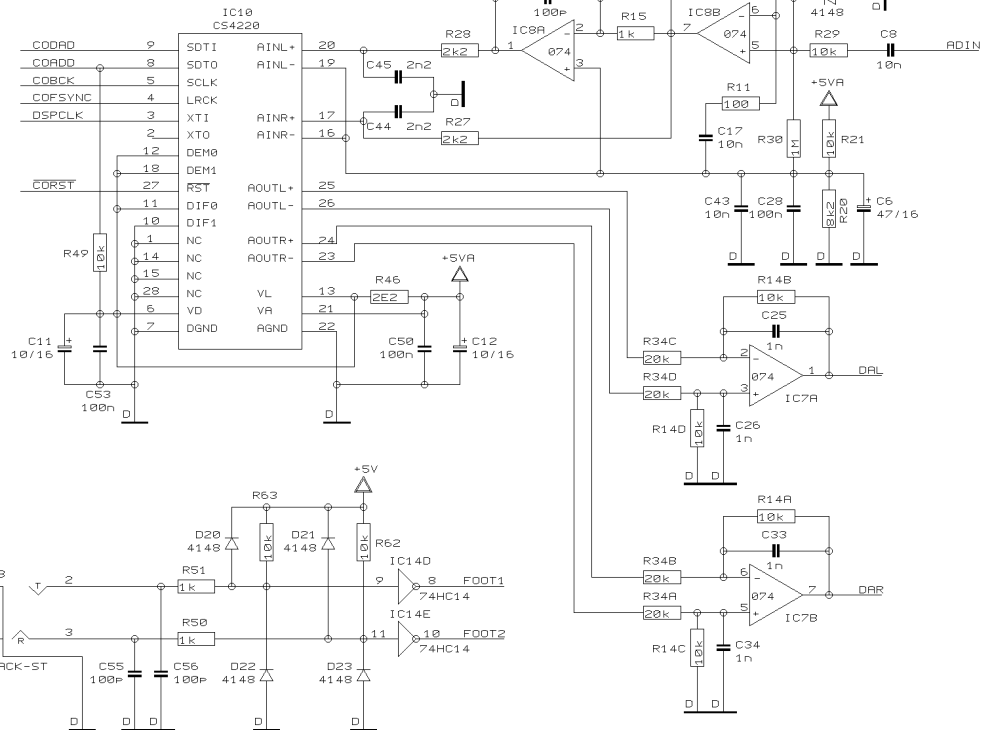 IC10
CS4220
CODAD 9 SDTI AINL+ 20
COADD 8 SDTO AINL- 19
COBCK 5 SCLK
COFSYNC 4 LRCK
DSPCLK 3 XTI AINR+ 17
2 XTO AINR- 16
12 DEM0
18 DEM1
CORST 27 RST AOUTL+ 25
11 DIF0 AOUTL- 26
10 DIF1
1 NC AOUTR+ 24
14 NC AOUTR- 23
15 NC
28 NC VL 13
6 VD VA 21
7 DGND AGND 22
R49
10k
C11
10/16
C53
100n
D
R46
2E2
+5VA
C50
100n
C12
10/16
D
R28
2k2
C45 2n2
C44 2n2
D
R27
2k2
100p
IC8A
1
074
2
-
3
+
R15
1k
7
IC8B
074
6
-
5
+
4148
D
R29
10k
C8
10n
ADIN
R11
100
C17
10n
R30
1M
+5VA
10k
R21
C43
10n
C28
100n
8k2
R20
+
C6
47/16
D D D D
R14B
10k
C25
1n
R34C
20k
R34D
20k
2
-
074
3
+
1
IC7A
DAL
R14D
10k
C26
1n
D D
R14A
10k
C33
1n
R34B
20k
R34A
20k
6
-
074
5
+
7
IC7B
DAR
R14C
10k
C34
1n
D D
+5V
R63
10k
D20
4148
D21
4148
10k
R62
T
2
R51
1k
9
IC14D
8
74HC14
FOOT1
R
3
R50
1k
11
IC14E
10
74HC14
FOOT2
ACK-ST
C55
100p
C56
100p
D22
4148
D23
4148
D D D D D